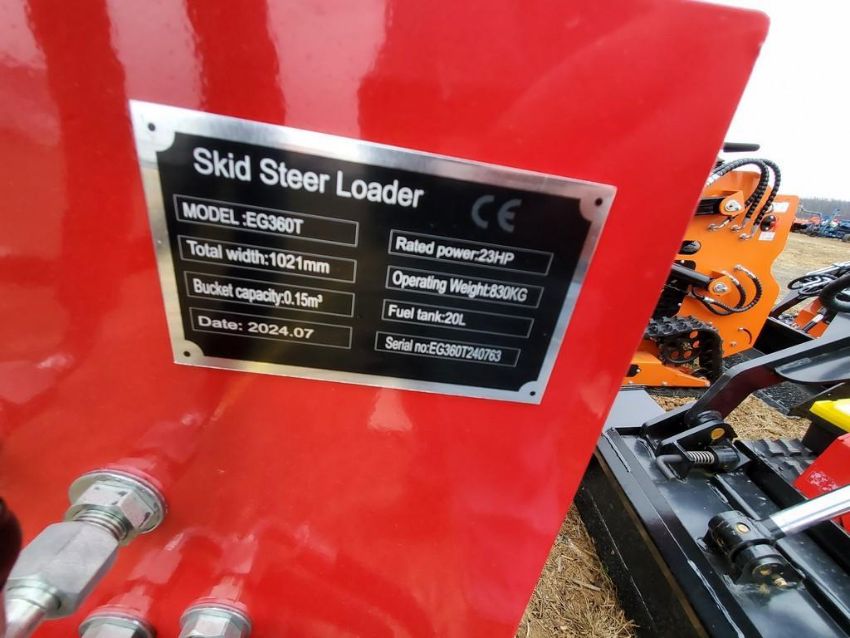 Skid Steer Loader
CE
MODEL :EG360T
Total width:1021mm
Bucket capacity:0.15m³
Date: 2024.07
Rated power:23HP
Operating Weight:830KG
Fuel tank:20L
Serial no:EG360T240763